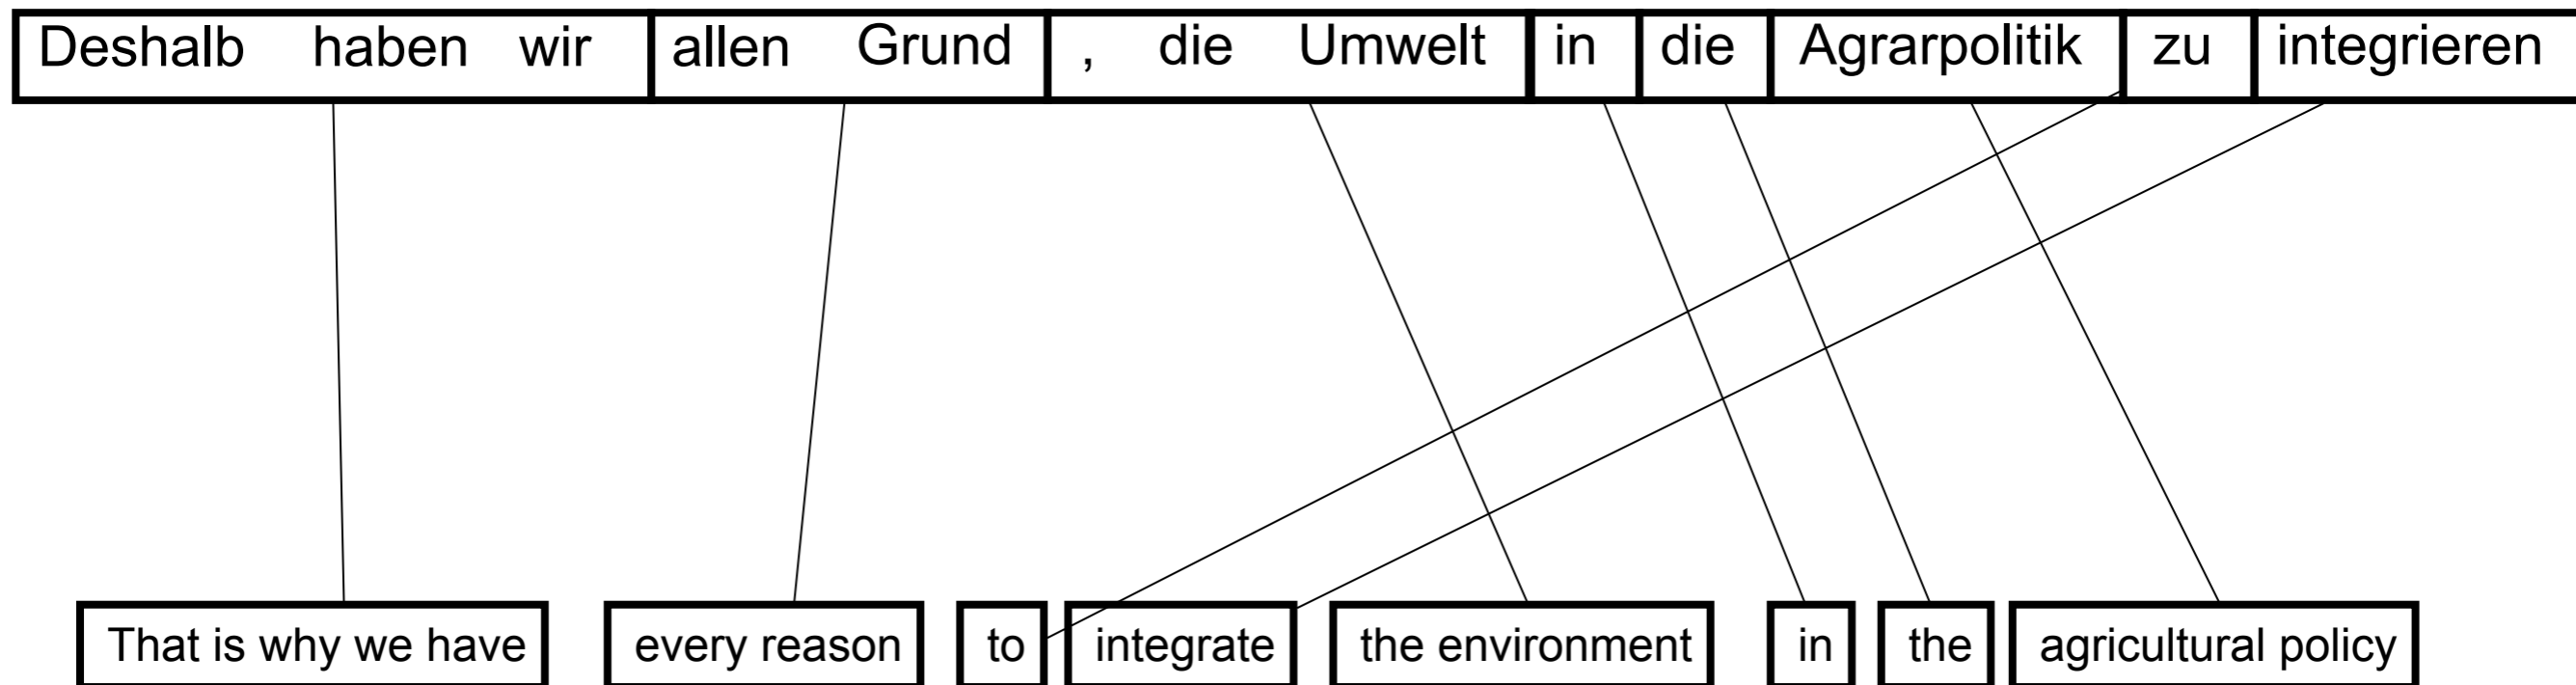 Deshalb haben wir allen Grund , die Umwelt in die Agrarpolitik zu integrieren
That is why we have every reason to integrate the environment in the agricultural policy